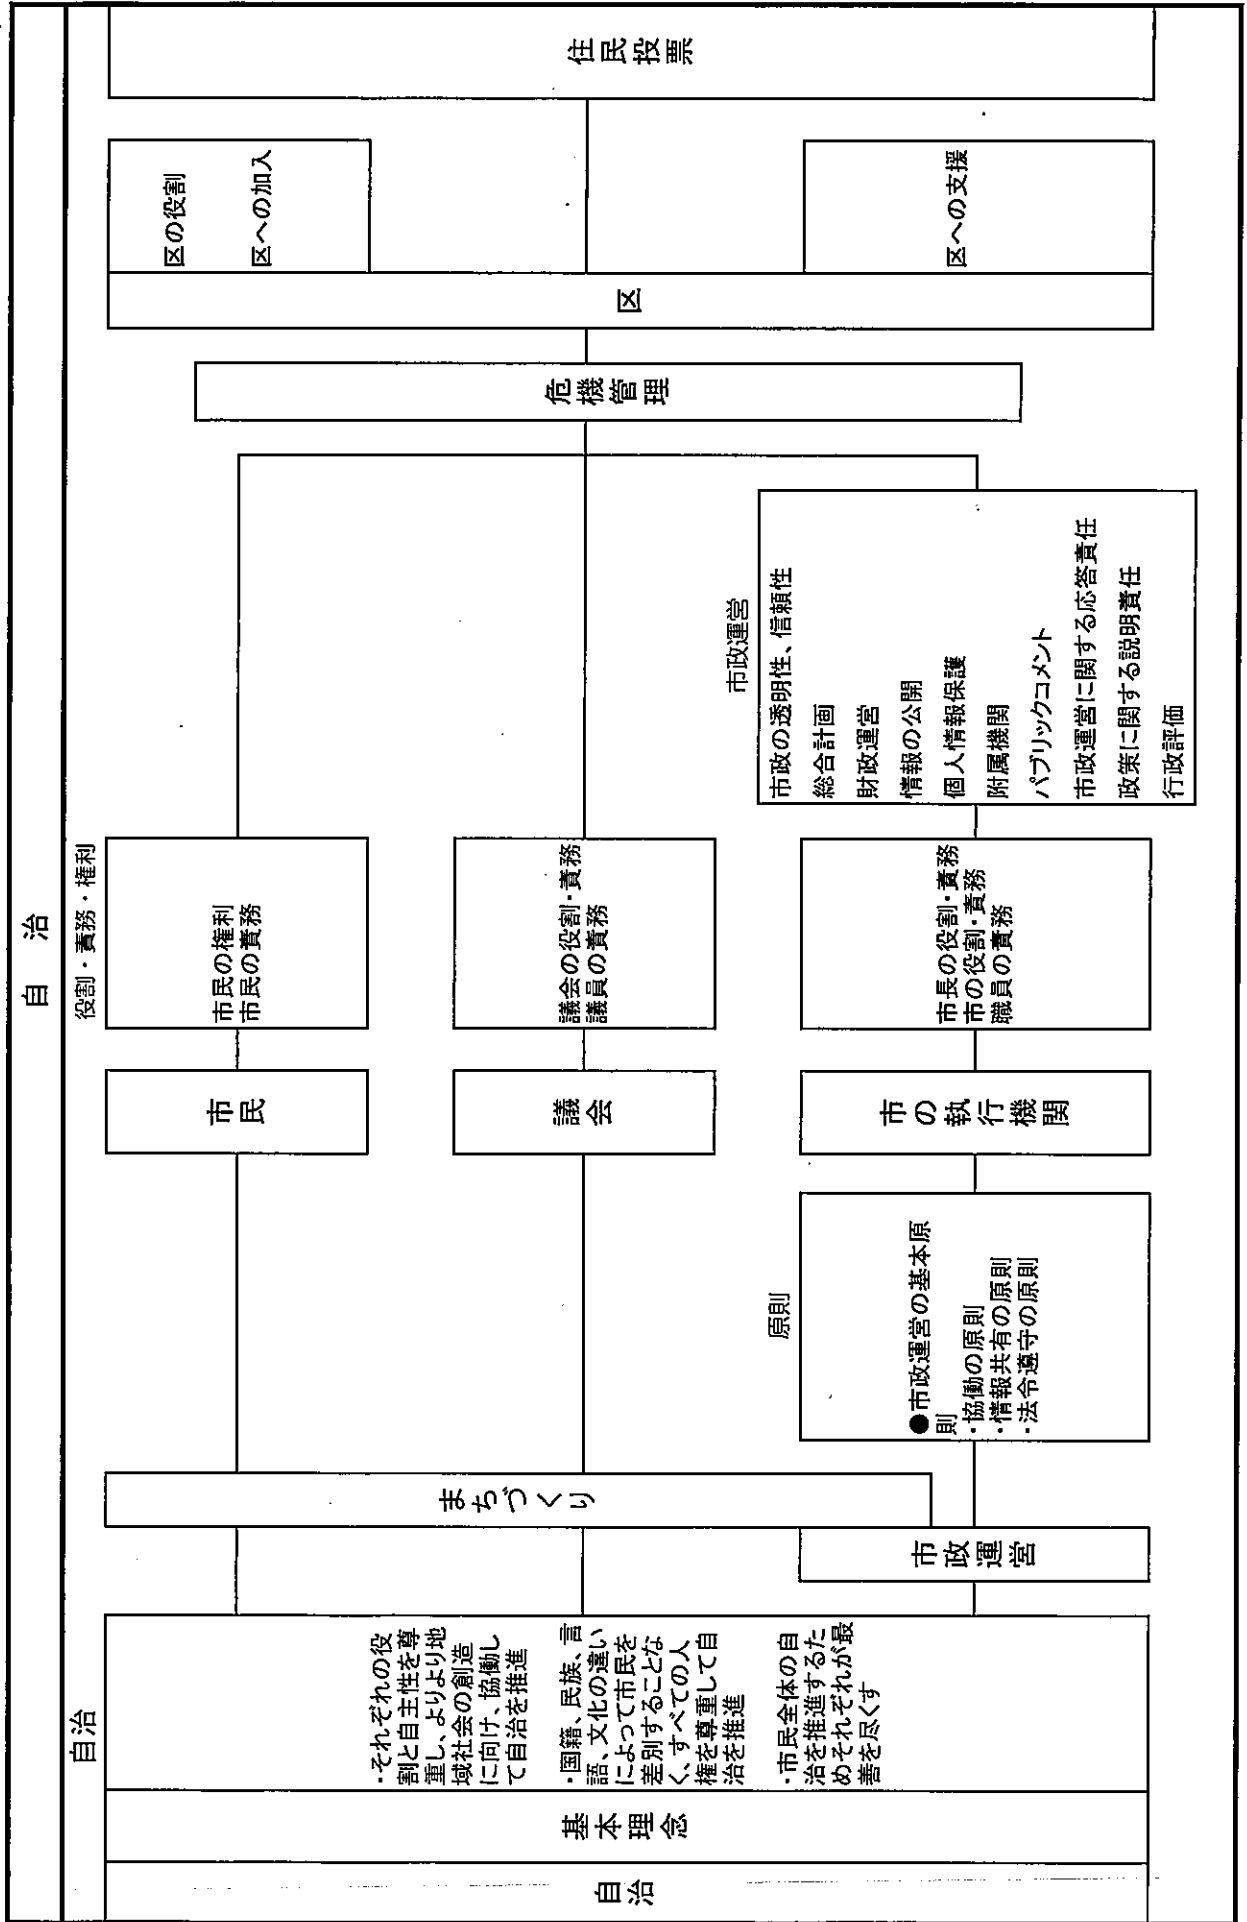 自　治
自治
役割・責務・権利
自治
基本理念
・それぞれの役
割と自主性を尊
重し、よりより地
域社会の創造
に向け、協働し
て自治を推進
・国籍、民族、言
語、文化の違い
によって市民を
差別することな
く、すべての人
権を尊重して自
治を推進
・市民全体の自
治を推進するた
めそれぞれが最
善を尽くす
まちづくり
市政運営
原則
●市政運営の基本原
則
・協働の原則
・情報共有の原則
・法令遵守の原則
市民
議会
市の執行機関
市民の権利
市民の責務
議会の役割・責務
議員の責務
市長の役割・責務
市の役割・責務
職員の責務
市政運営
市政の透明性、信頼性
総合計画
財政運営
情報の公開
個人情報保護
附属機関
パブリックコメント
市政運営に関する応答責任
政策に関する説明責任
行政評価
危機管理
区
区の役割
区への加入
区への支援
住民投票